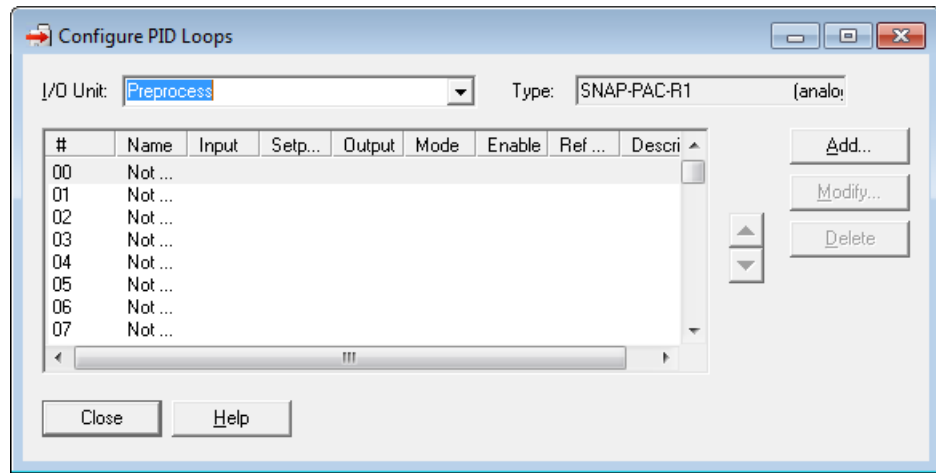 Configure PID Loops
I/O Unit: Preprocess Type: SNAP-PAC-R1 (analo
# Name Input Setp... Output Mode Enable Ref ... Descri
00 Not ...
01 Not ...
02 Not ...
03 Not ...
04 Not ...
05 Not ...
06 Not ...
07 Not ...
Add...
Modify...
Delete
Close Help